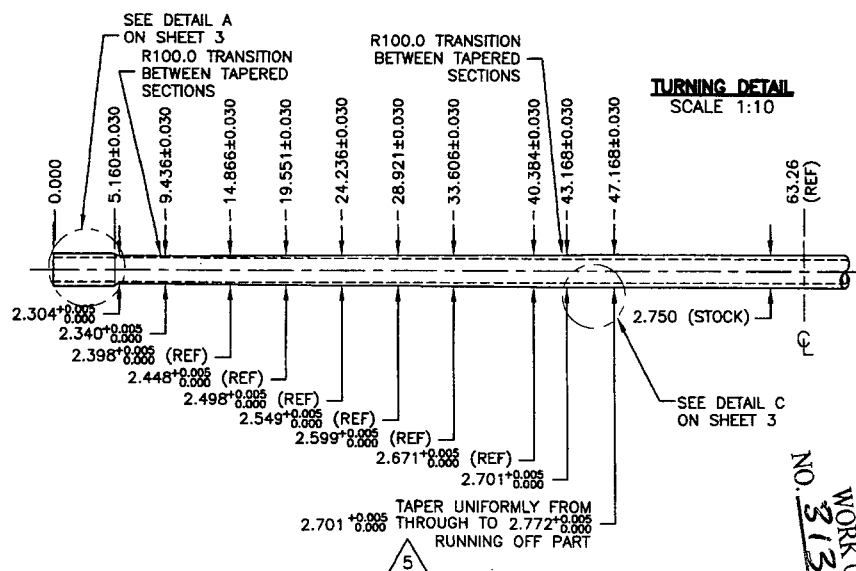 SEE DETAIL A
ON SHEET 3
R100.0 TRANSITION
BETWEEN TAPERED
SECTIONS
R100.0 TRANSITION
BETWEEN TAPERED
SECTIONS
TURNING DETAIL
SCALE 1:10
0.000
5.160±0.030
9.436±0.030
14.866±0.030
19.551±0.030
24.236±0.030
28.921±0.030
33.606±0.030
40.384±0.030
43.168±0.030
47.168±0.030
63.26
(REF)
2.304+0.005 0.000
2.340+0.005 0.000
2.398+0.005 0.000 (REF)
2.448+0.005 0.000 (REF)
2.498+0.005 0.000 (REF)
2.549+0.005 0.000 (REF)
2.599+0.005 0.000 (REF)
2.671+0.005 0.000 (REF)
2.701+0.005 0.000
2.750 (STOCK)
SEE DETAIL C
ON SHEET 3
TAPER UNIFORMLY FROM
2.701 +0.005 0.000 THROUGH TO 2.772+0.005 0.000
RUNNING OFF PART
5
WORK
NO. 313